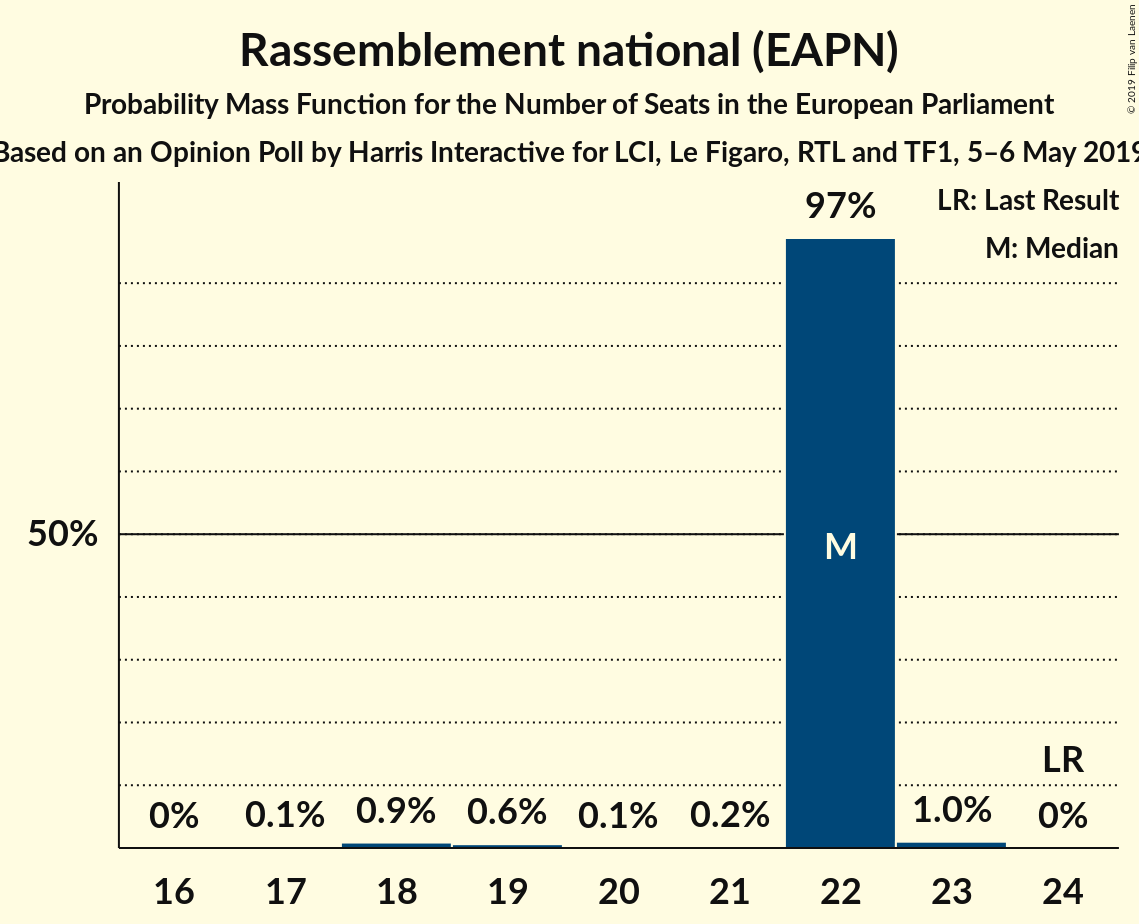 Rassemblement national (EAPN)
Probability Mass Function for the Number of Seats in the European Parliament
Based on an Opinion Poll by Harris Interactive for LCI, Le Figaro, RTL and TF1, 5–6 May 2019
© 2019 Filip van Laenen
LR: Last Result
M: Median
97%
50%
M
LR
0% 0.1% 0.9% 0.6% 0.1% 0.2% 1.0% 0%
16 17 18 19 20 21 22 23 24